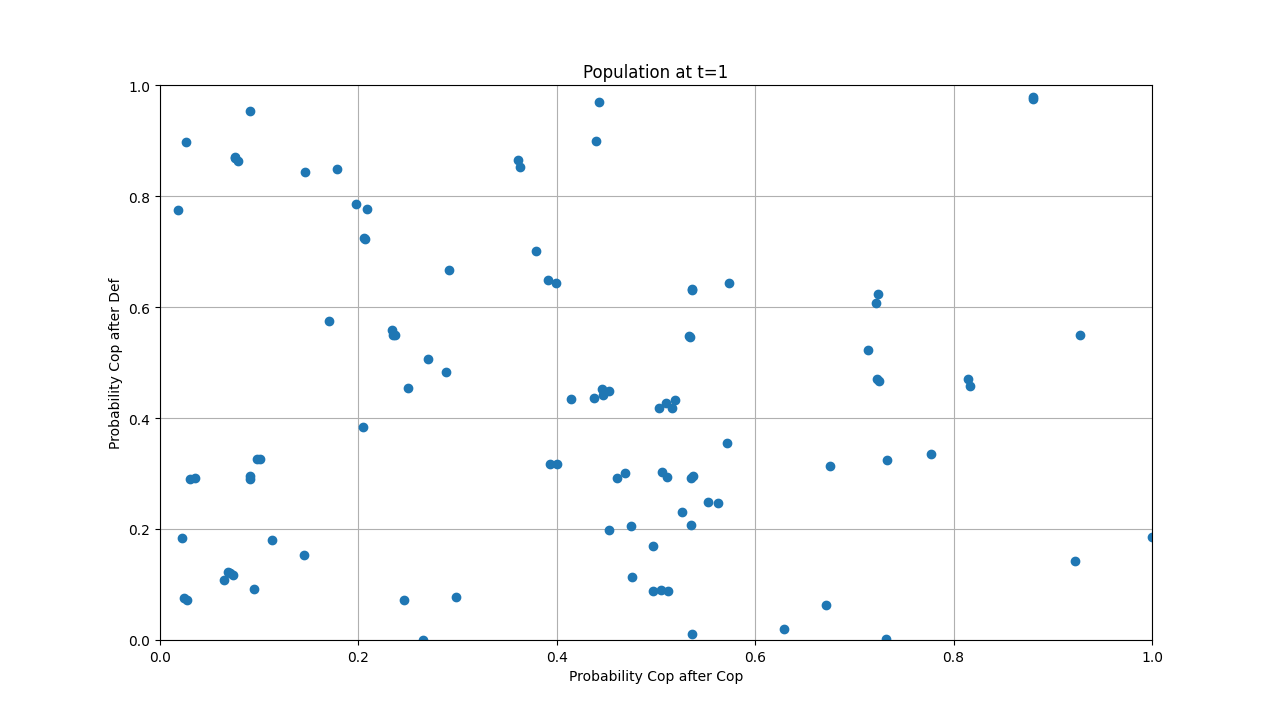 Population at t=1
Probability Cop after Def
1.0
0.8
0.6
0.4
0.2
0.0
0.0 0.2 0.4 0.6 0.8 1.0
Probability Cop after Cop